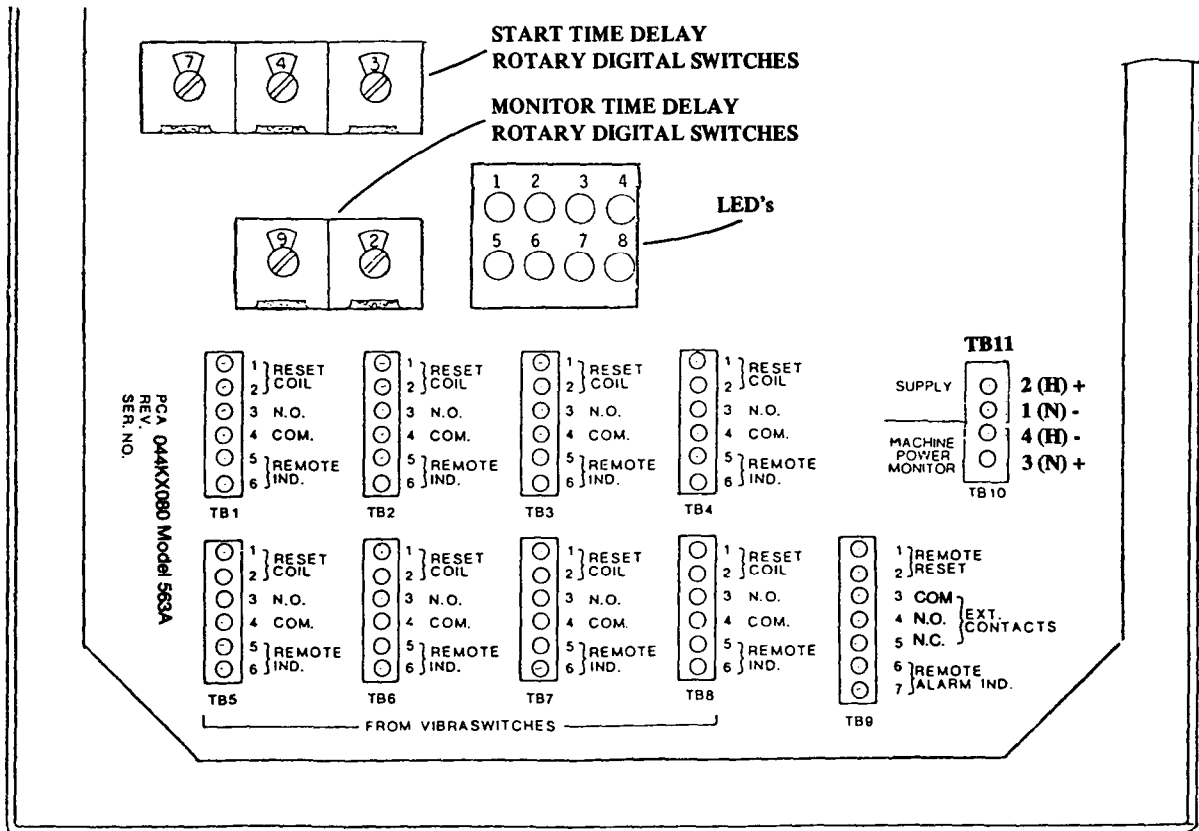 START TIME DELAY
ROTARY DIGITAL SWITCHES
7 4 3
MONITOR TIME DELAY
ROTARY DIGITAL SWITCHES
9 2
1 2 3 4
5 6 7 8
LED's
PCA 044KX080 Model 563A
REV.
SER. NO.
1 RESET
2 COIL
3 N.O.
4 COM.
5 REMOTE
6 IND.
TB1
1 RESET
2 COIL
3 N.O.
4 COM.
5 REMOTE
6 IND.
TB2
1 RESET
2 COIL
3 N.O.
4 COM.
5 REMOTE
6 IND.
TB3
1 RESET
2 COIL
3 N.O.
4 COM.
5 REMOTE
6 IND.
TB4
TB11
SUPPLY
2 (H) +
1 (N) -
MACHINE
POWER
MONITOR
4 (H) -
3 (N) +
TB10
1 RESET
2 COIL
3 N.O.
4 COM.
5 REMOTE
6 IND.
TB5
1 RESET
2 COIL
3 N.O.
4 COM.
5 REMOTE
6 IND.
TB6
1 RESET
2 COIL
3 N.O.
4 COM.
5 REMOTE
6 IND.
TB7
1 RESET
2 COIL
3 N.O.
4 COM.
5 REMOTE
6 IND.
TB8
1 REMOTE
2 RESET
3 COM
4 N.O.
5 N.C.
EXT.
CONTACTS
6 REMOTE
7 ALARM IND.
TB9
FROM VIBRASWITCHES